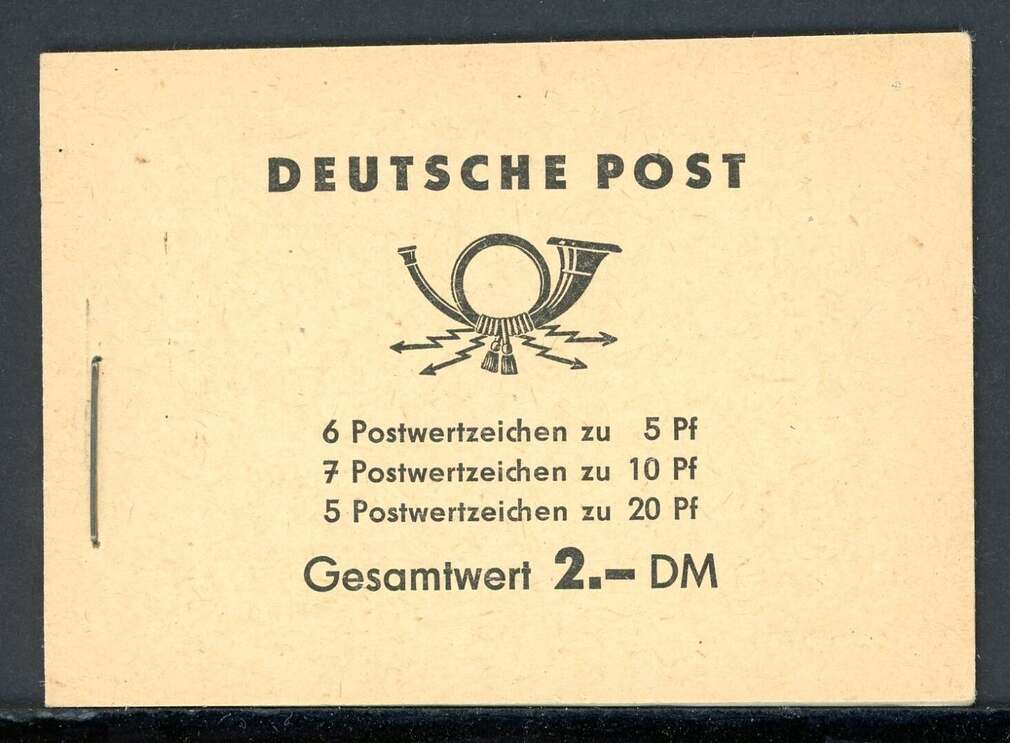 DEUTSCHE POST
6 Postwertzeichen zu 5 Pf
7 Postwertzeichen zu 10 Pf
5 Postwertzeichen zu 20 Pf
Gesamtwert 2.– DM